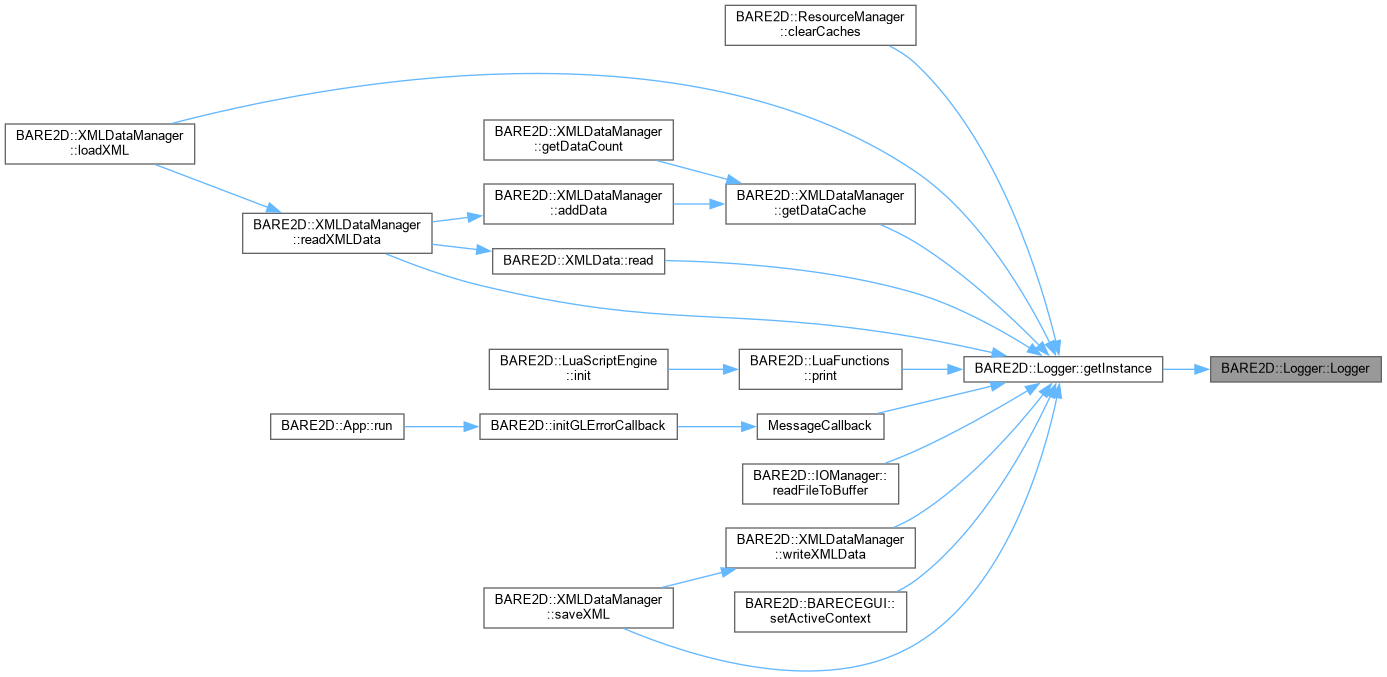 BARE2D::ResourceManager
::clearCaches
BARE2D::XMLDataManager
::loadXML
BARE2D::XMLDataManager
::getDataCount
BARE2D::XMLDataManager
::addData
BARE2D::XMLDataManager
::getDataCache
BARE2D::XMLDataManager
::readXMLData
BARE2D::XMLData::read
BARE2D::LuaScriptEngine
::init
BARE2D::LuaFunctions
::print
BARE2D::Logger::getInstance
BARE2D::Logger::Logger
BARE2D::App::run
BARE2D::initGLErrorCallback
MessageCallback
BARE2D::IOManager::
readFileToBuffer
BARE2D::XMLDataManager
::writeXMLData
BARE2D::XMLDataManager
::saveXML
BARE2D::BARECEGUI::
setActiveContext